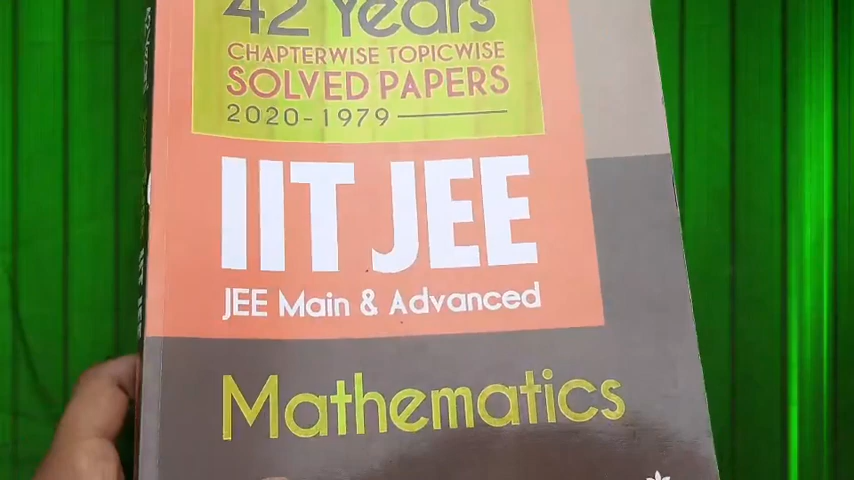 42 Years
CHAPTERWISE TOPICWISE
SOLVED PAPERS
2020-1979
IIT JEE
JEE Main & Advanced
Mathematics